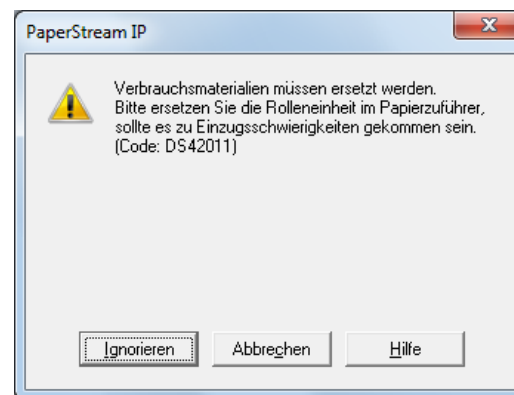 PaperStream IP
Verbrauchsmaterialien müssen ersetzt werden.
Bitte ersetzen Sie die Rolleneinheit im Papierzuführer,
sollte es zu Einzugsschwierigkeiten gekommen sein.
(Code: DS42011)
Ignorieren Abbrechen Hilfe